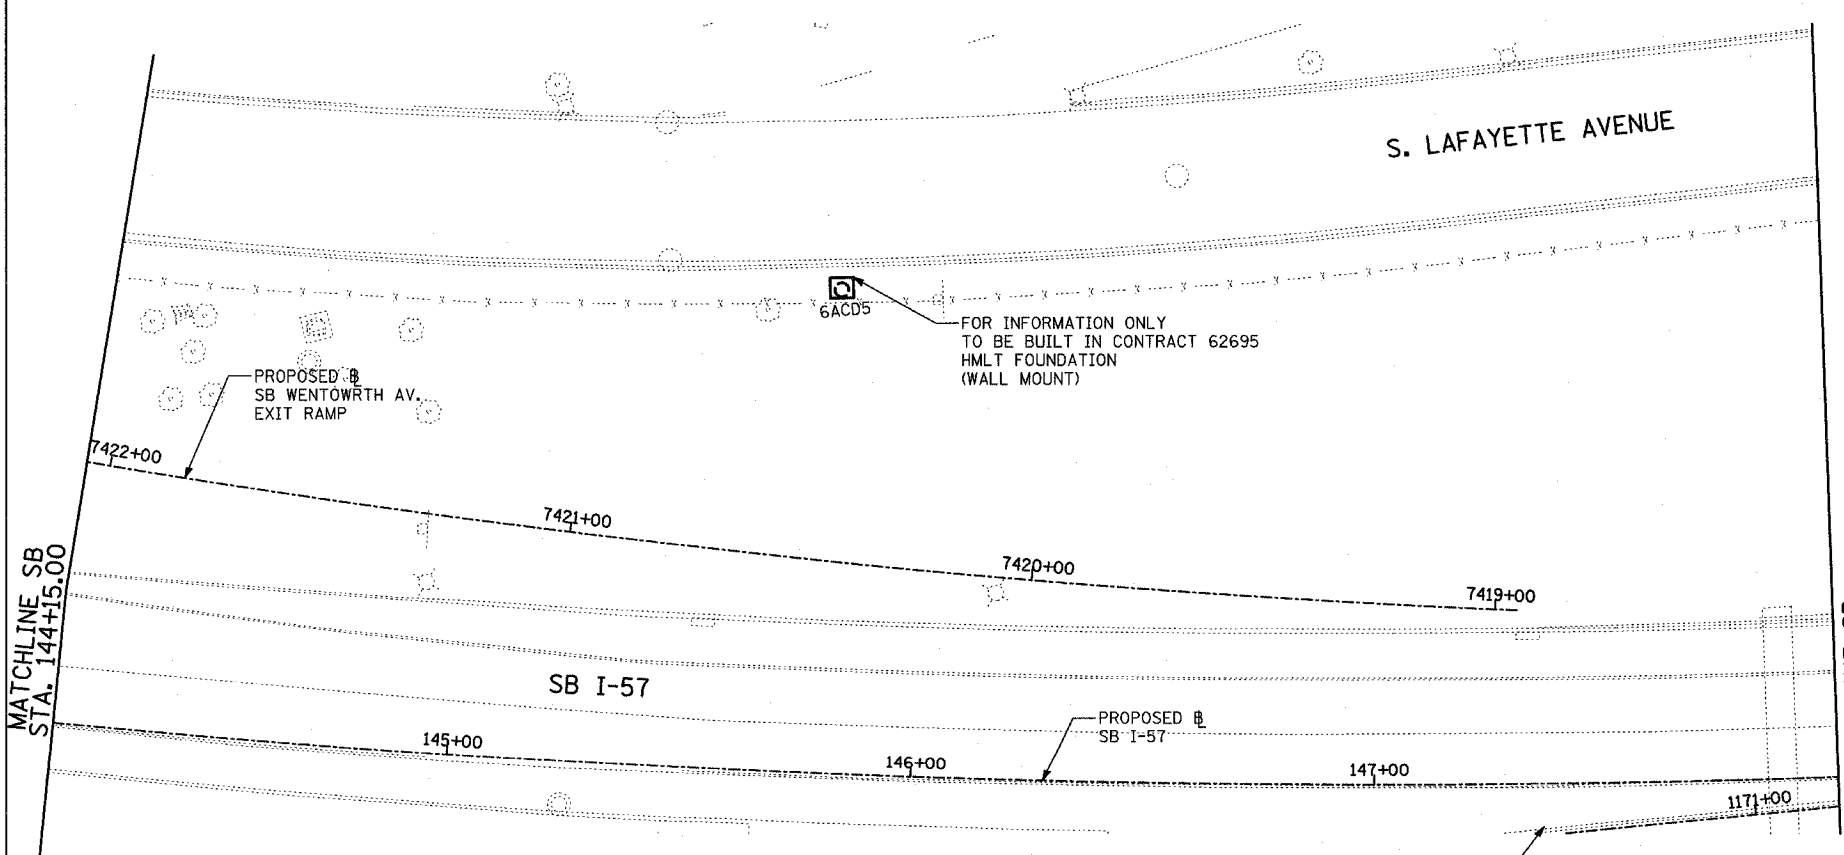 S. LAFAYETTE AVENUE
6ACD5
FOR INFORMATION ONLY
TO BE BUILT IN CONTRACT 62695
HMLT FOUNDATION
(WALL MOUNT)
PROPOSED ℄
SB WENTOWRTH AV.
EXIT RAMP
7422+00
7421+00
7420+00
7419+00
MATCHLINE SB
STA. 144+15.00
SB I-57
PROPOSED ℄
SB I-57
145+00
146+00
147+00
1171+00